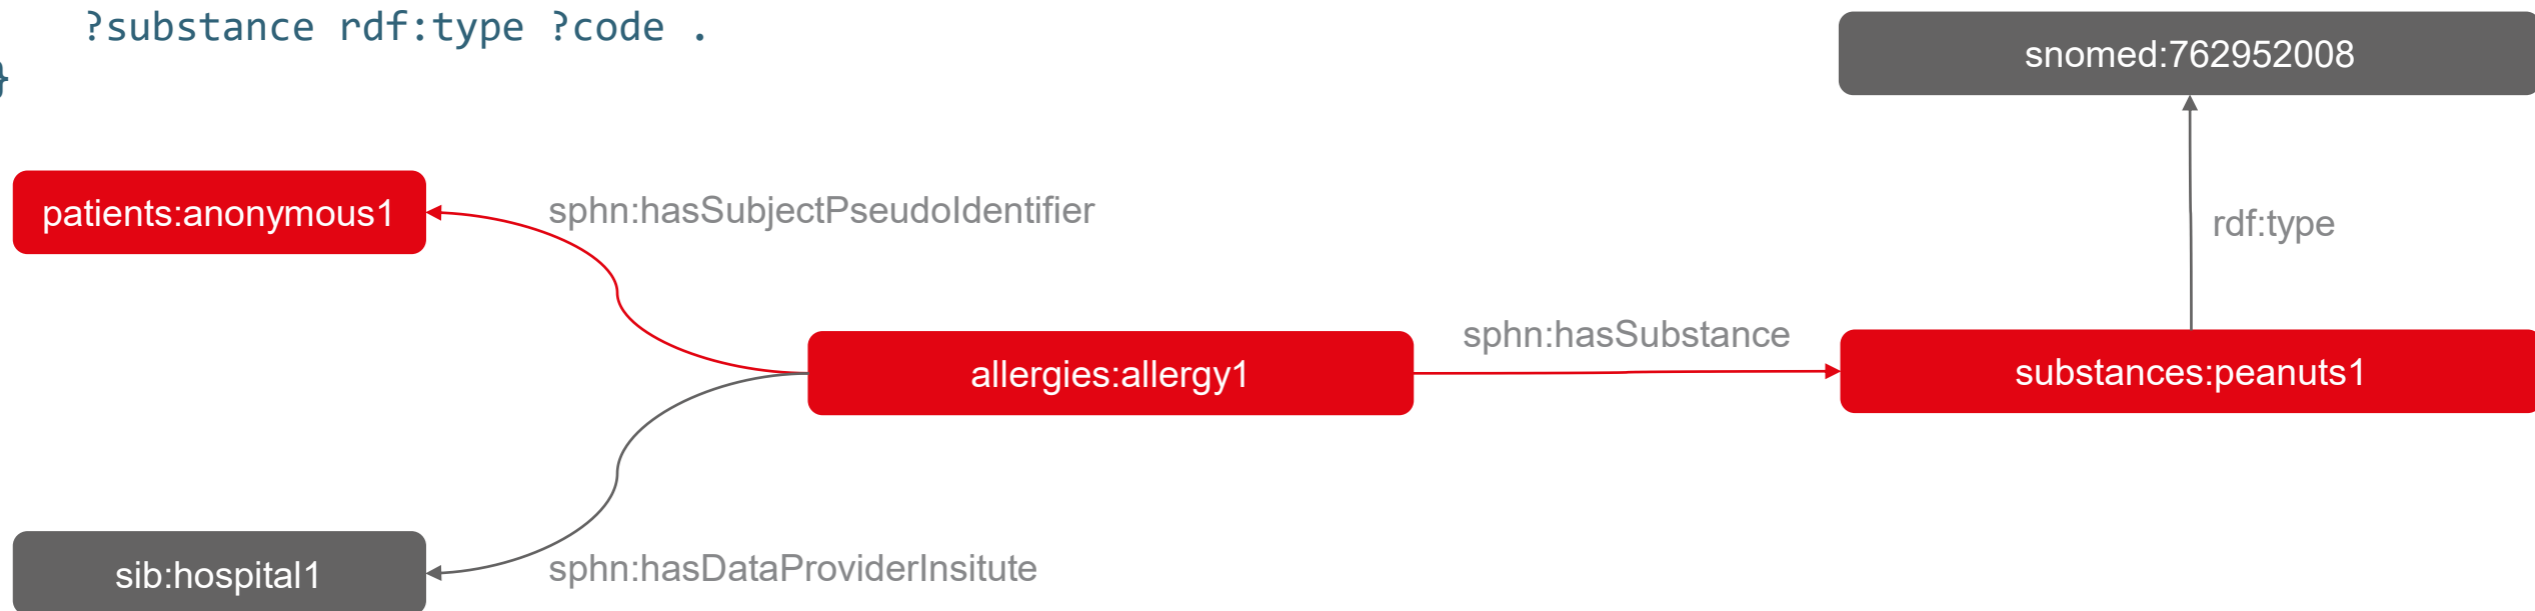 ?substance rdf:type ?code .
}
snomed:762952008
patients:anonymous1
sphn:hasSubjectPseudoIdentifier
rdf:type
sphn:hasSubstance
allergies:allergy1
substances:peanuts1
sib:hospital1
sphn:hasDataProviderInsitute